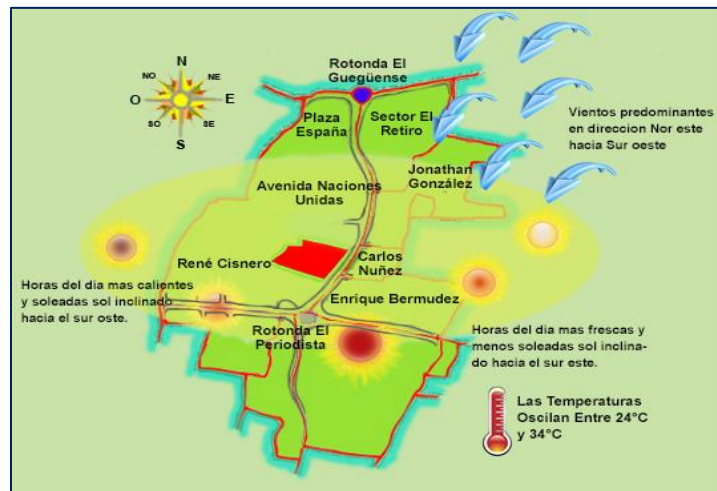 N
NO
NE
O
E
SO
SE
S
Rotonda El
Guegüense
Plaza
España
Sector El
Retiro
Vientos predominantes
en direccion Nor este
hacia Sur oeste
Jonathan
González
Avenida Naciones
Unidas
René Cisnero
Carlos
Nuñez
Horas del dia mas calientes
y soleadas sol inclinado
hacia el sur oste.
Enrique Bermudez
Rotonda El
Periodista
Horas del dia mas frescas y
menos soleadas sol inclina-
do hacia el sur este.
Las Temperaturas
Oscilan Entre 24°C
y 34°C